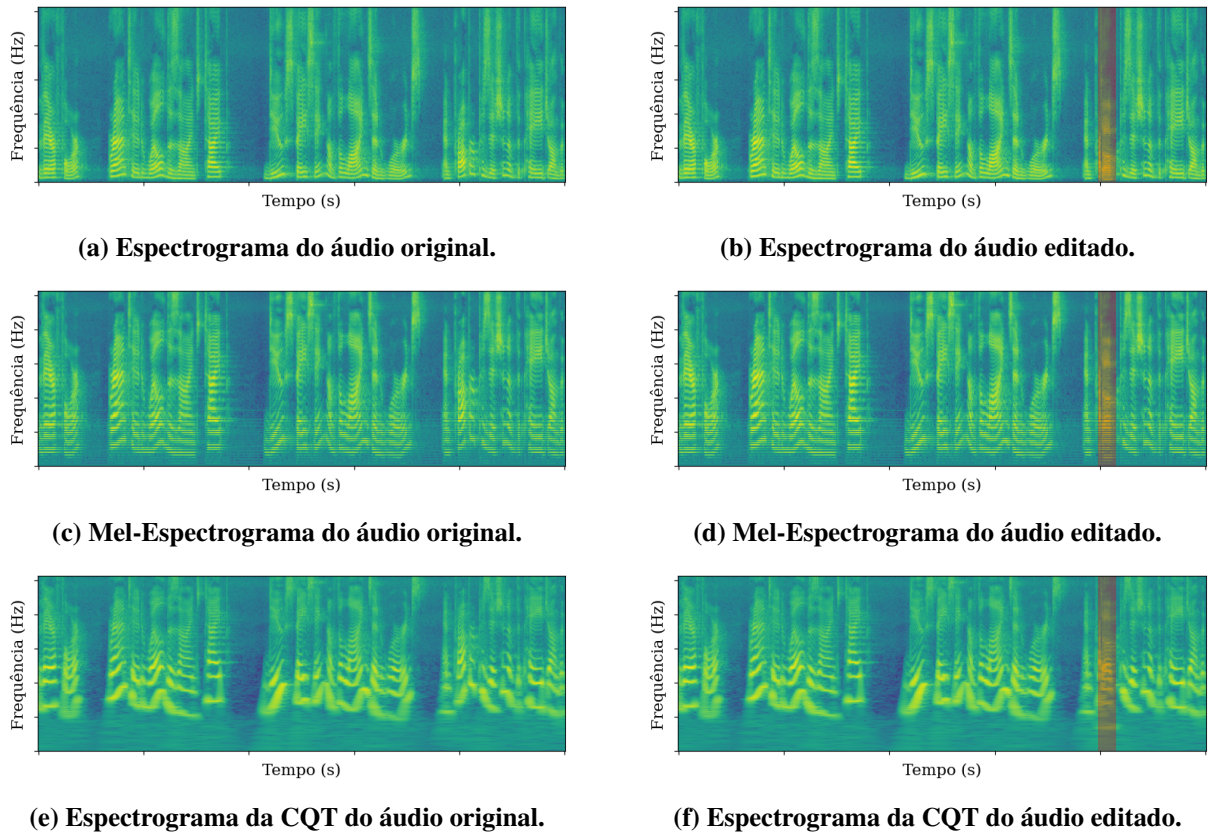 Frequência (Hz)
Tempo (s)
(a) Espectrograma do áudio original.
Frequência (Hz)
Tempo (s)
(b) Espectrograma do áudio editado.
Frequência (Hz)
Tempo (s)
(c) Mel-Espectrograma do áudio original.
Frequência (Hz)
Tempo (s)
(d) Mel-Espectrograma do áudio editado.
Frequência (Hz)
Tempo (s)
(e) Espectrograma da CQT do áudio original.
Frequência (Hz)
Tempo (s)
(f) Espectrograma da CQT do áudio editado.